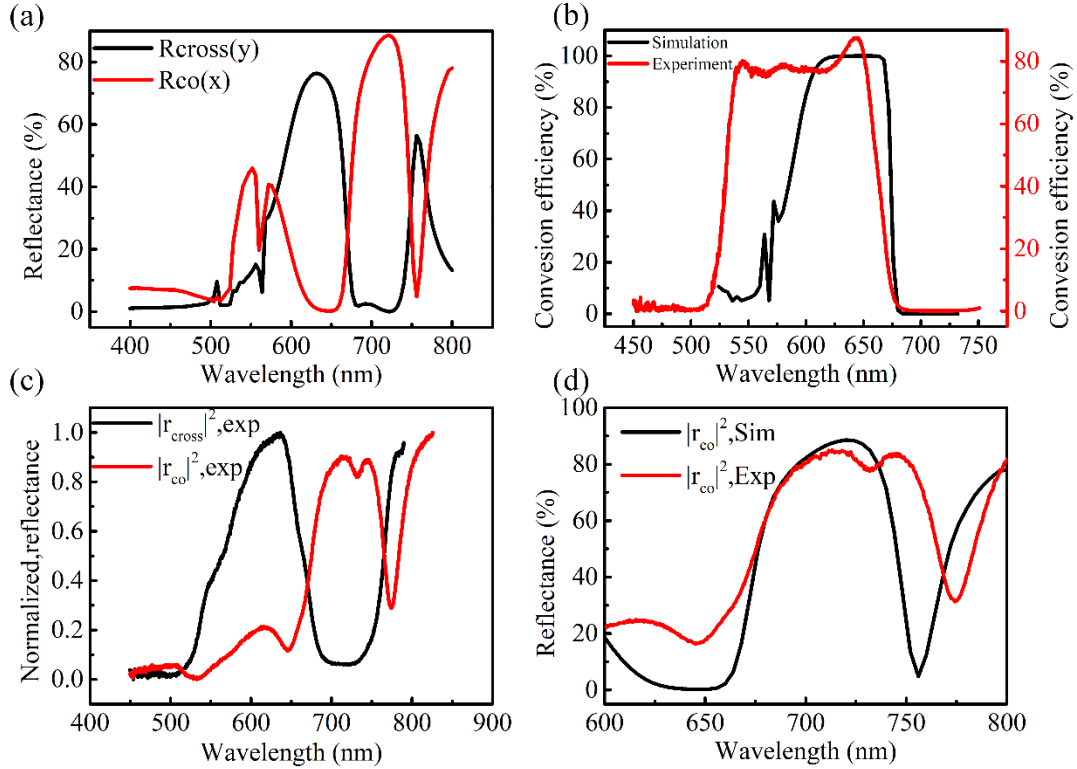 (a)
Rcross(y)
Rco(x)
Reflectance (%)
80
60
40
20
0
400 500 600 700 800
Wavelength (nm)
(b)
Simulation
Experiment
Convesion efficiency (%)
100
80
60
40
20
0
450 500 550 600 650 700 750
Wavelength (nm)
80
60
40
20
0
Convesion efficiency (%)
(c)
|r_cross|²,exp
|r_co|²,exp
Normalized,reflectance
1.0
0.8
0.6
0.4
0.2
0.0
400 500 600 700 800 900
Wavelength (nm)
(d)
|r_co|²,Sim
|r_co|²,Exp
Reflectance (%)
100
80
60
40
20
0
600 650 700 750 800
Wavelength (nm)